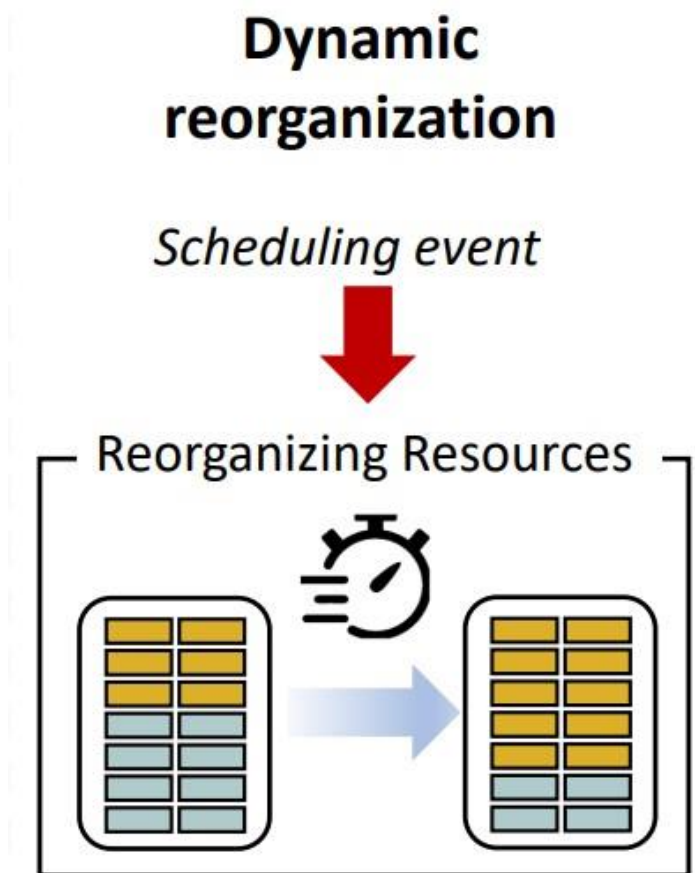 Dynamic
reorganization
Scheduling event
Reorganizing Resources